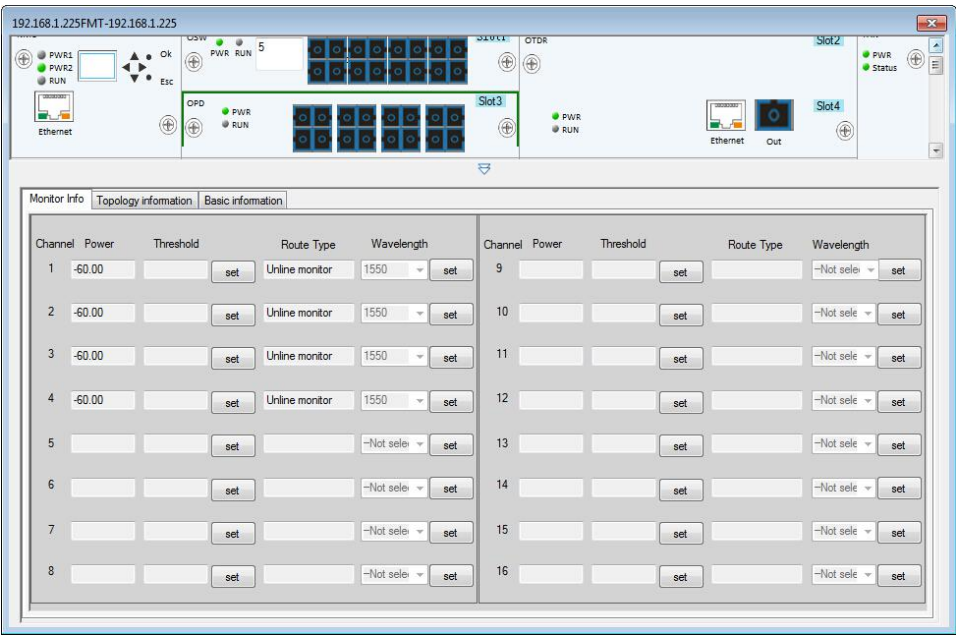 192.168.1.225FMT-192.168.1.225
PWR1
PWR2
RUN
Ok
Esc
Ethernet
OSW
PWR RUN
5
Slot1
OTDR
Slot2
PWR
Status
OPD
PWR
RUN
Slot3
PWR
RUN
Ethernet
Out
Slot4
Monitor Info Topology information Basic information
Channel Power Threshold Route Type Wavelength Channel Power Threshold Route Type Wavelength
1 -60.00 set Unline monitor 1550 set 9 set --Not sele set
2 -60.00 set Unline monitor 1550 set 10 set --Not sele set
3 -60.00 set Unline monitor 1550 set 11 set --Not sele set
4 -60.00 set Unline monitor 1550 set 12 set --Not sele set
5 set --Not sele set 13 set --Not sele set
6 set --Not sele set 14 set --Not sele set
7 set --Not sele set 15 set --Not sele set
8 set --Not sele set 16 set --Not sele set